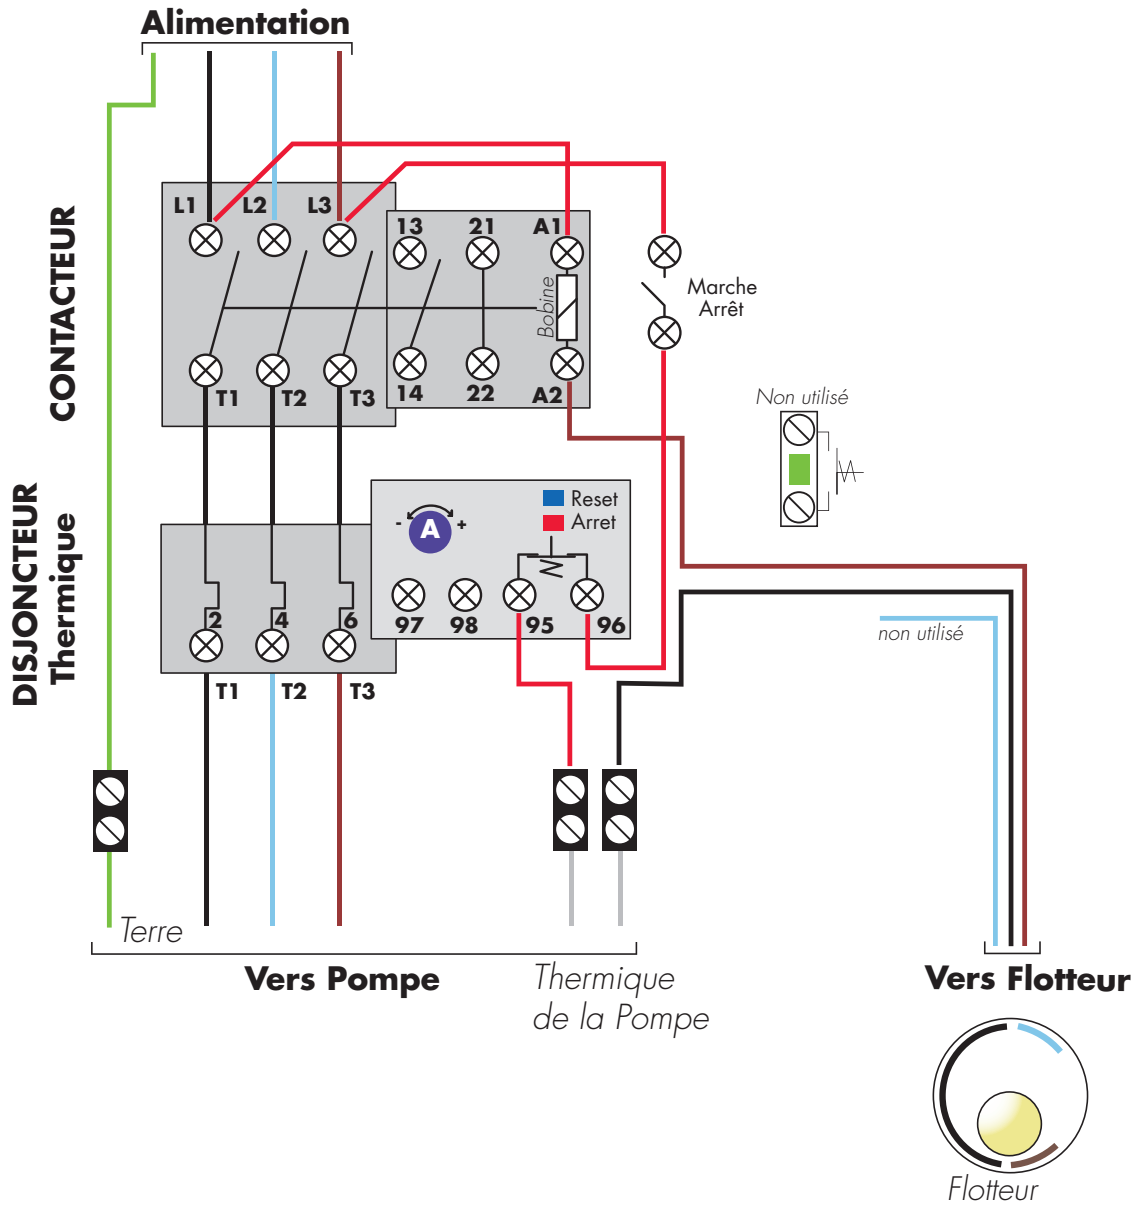 Alimentation
CONTACTEUR
L1
L2
L3
13
21
A1
Bobine
Marche
Arrêt
T1
T2
T3
14
22
A2
Non utilisé
DISJONCTEUR
Thermique
-
A
+
Reset
Arret
2
4
6
97
98
95
96
non utilisé
T1
T2
T3
Terre
Vers Pompe
Thermique
de la Pompe
Vers Flotteur
Flotteur